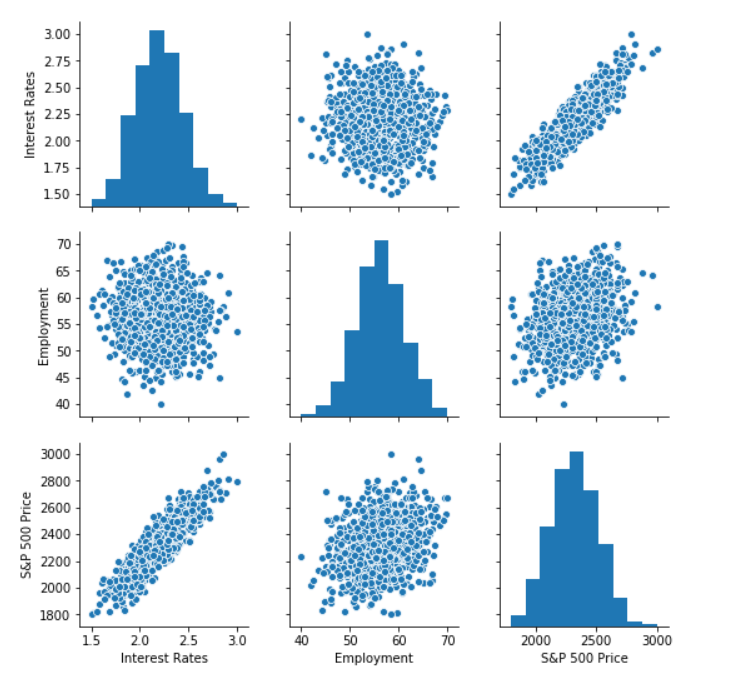 3.00
2.75
2.50
2.25
2.00
1.75
1.50
Interest Rates
70
65
60
55
50
45
40
Employment
3000
2800
2600
2400
2200
2000
1800
S&P 500 Price
1.5 2.0 2.5 3.0
Interest Rates
40 50 60 70
Employment
2000 2500 3000
S&P 500 Price